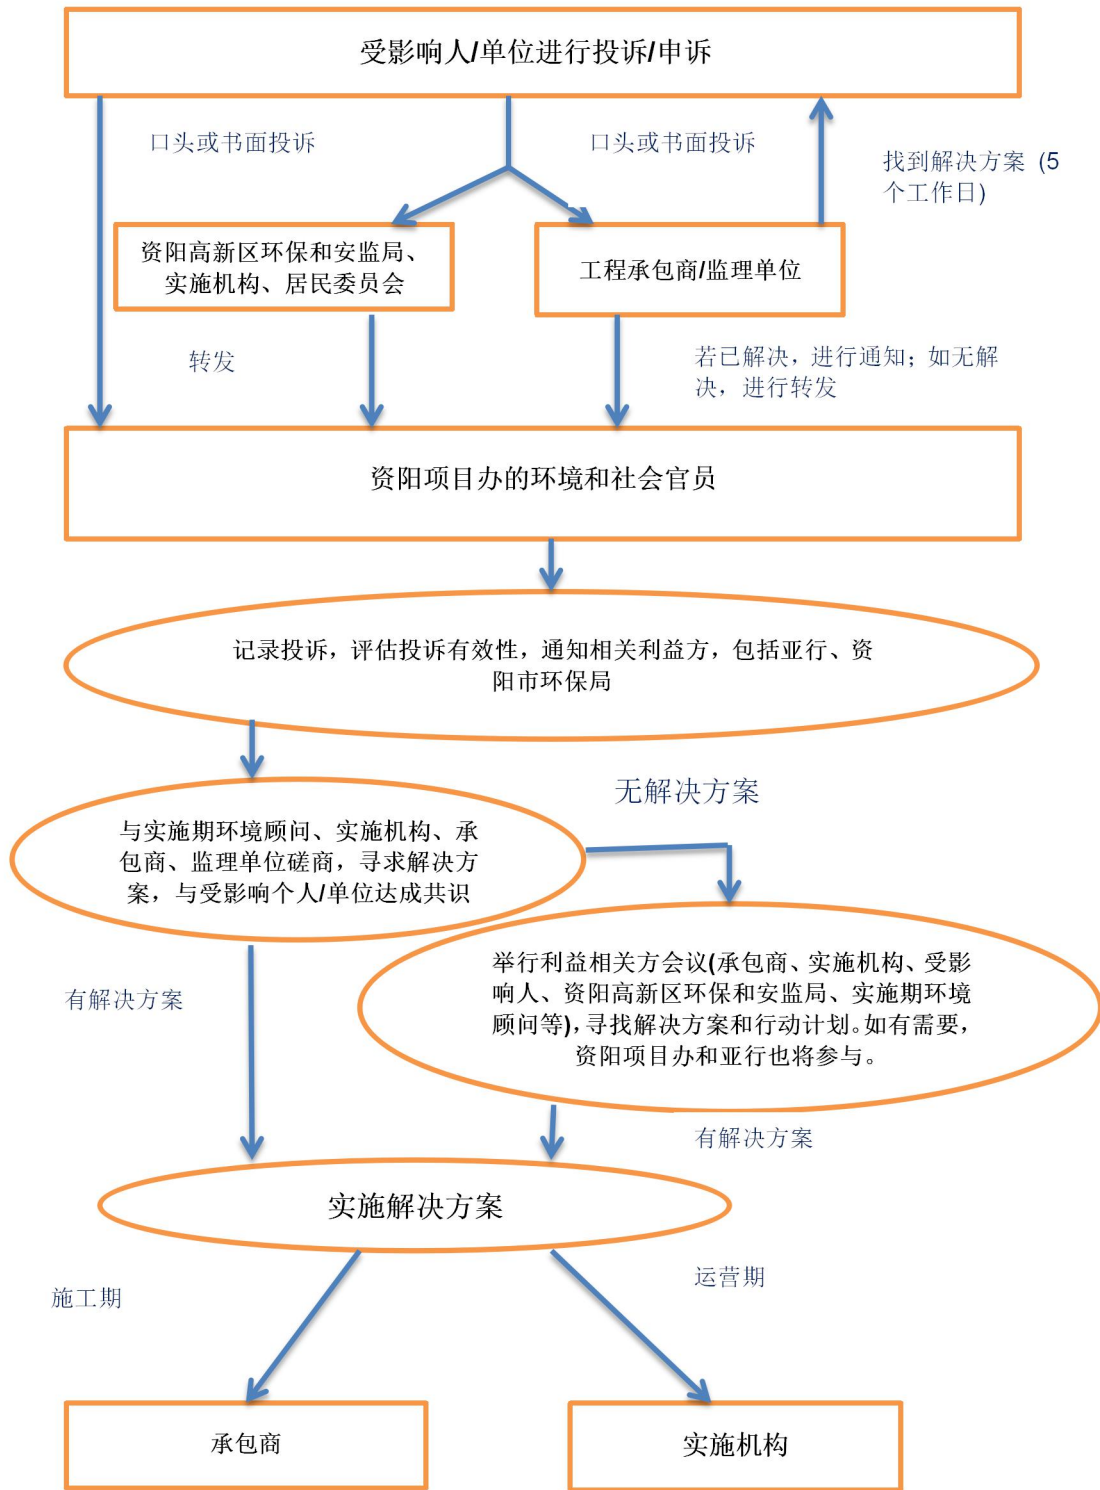 受影响人/单位进行投诉/申诉
口头或书面投诉
口头或书面投诉
找到解决方案 (5
个工作日)
资阳高新区环保和安监局、
实施机构、居民委员会
工程承包商/监理单位
转发
若已解决，进行通知；如无解
决，进行转发
资阳项目办的环境和社会官员
记录投诉，评估投诉有效性，通知相关利益方，包括亚行、资
阳市环保局
无解决方案
与实施期环境顾问、实施机构、承
包商、监理单位磋商，寻求解决方
案，与受影响个人/单位达成共识
举行利益相关方会议(承包商、实施机构、受影
响人、资阳高新区环保和安监局、实施期环境
顾问等)，寻找解决方案和行动计划。如有需要，
资阳项目办和亚行也将参与。
有解决方案
有解决方案
实施解决方案
施工期
运营期
承包商
实施机构